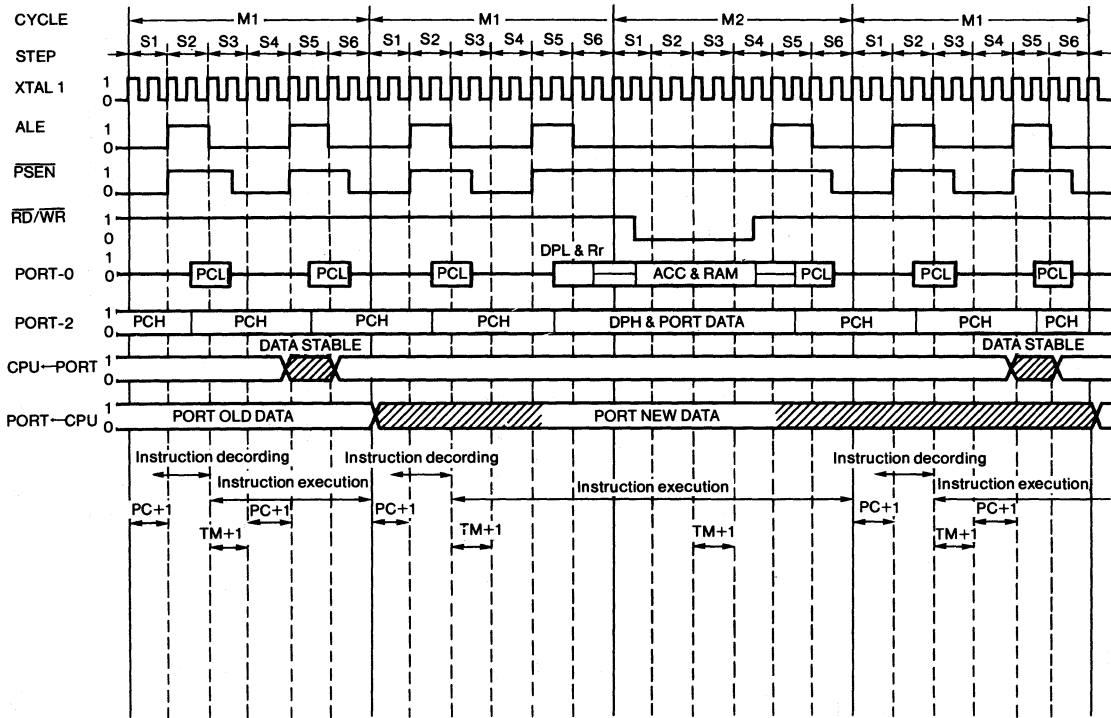 CYCLE M1 M1 M2 M1
STEP S1 S2 S3 S4 S5 S6 S1 S2 S3 S4 S5 S6 S1 S2 S3 S4 S5 S6 S1 S2 S3 S4 S5 S6
XTAL 1 1 0
ALE 1 0
PSEN 1 0
RD/WR 1 0
DPL & Rr
PORT-0 1 0 PCL PCL PCL ACC & RAM PCL PCL PCL
PORT-2 1 0 PCH PCH PCH PCH DPH & PORT DATA PCH PCH PCH
DATA STABLE DATA STABLE
CPU←PORT 1 0
PORT←CPU 1 0 PORT OLD DATA PORT NEW DATA
Instruction decording Instruction decording Instruction decording
Instruction execution Instruction execution Instruction execution
PC+1 PC+1 PC+1 PC+1 PC+1
TM+1 TM+1 TM+1 TM+1